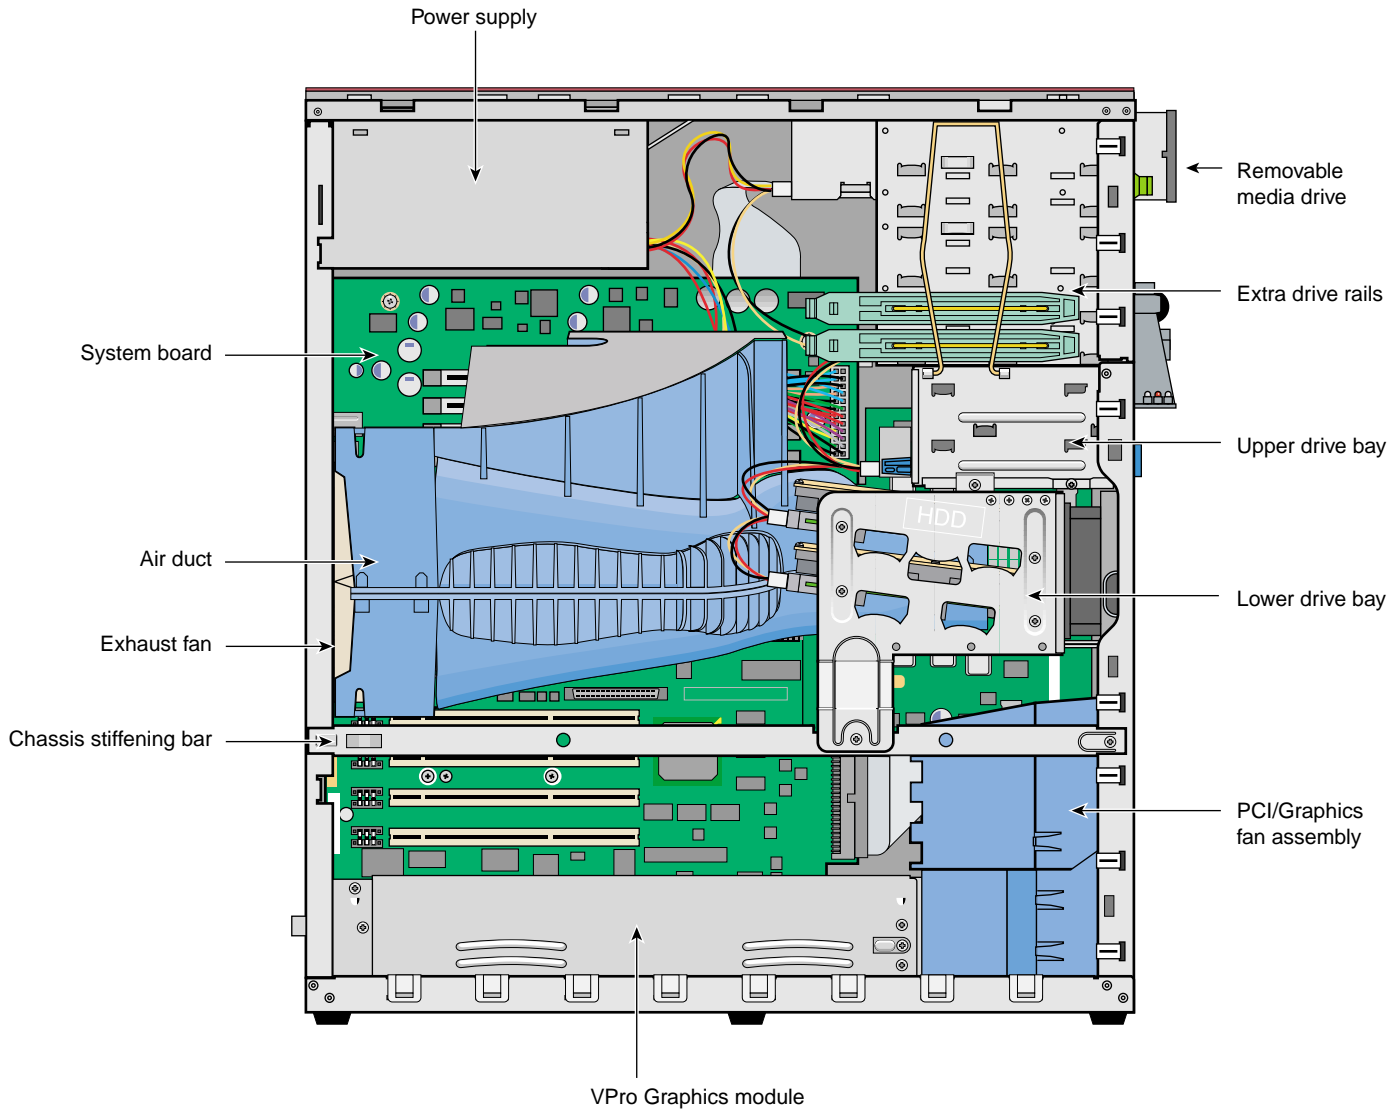 Power supply
Removable
media drive
Extra drive rails
System board
Upper drive bay
HDD
Air duct
Lower drive bay
Exhaust fan
Chassis stiffening bar
PCI/Graphics
fan assembly
VPro Graphics module